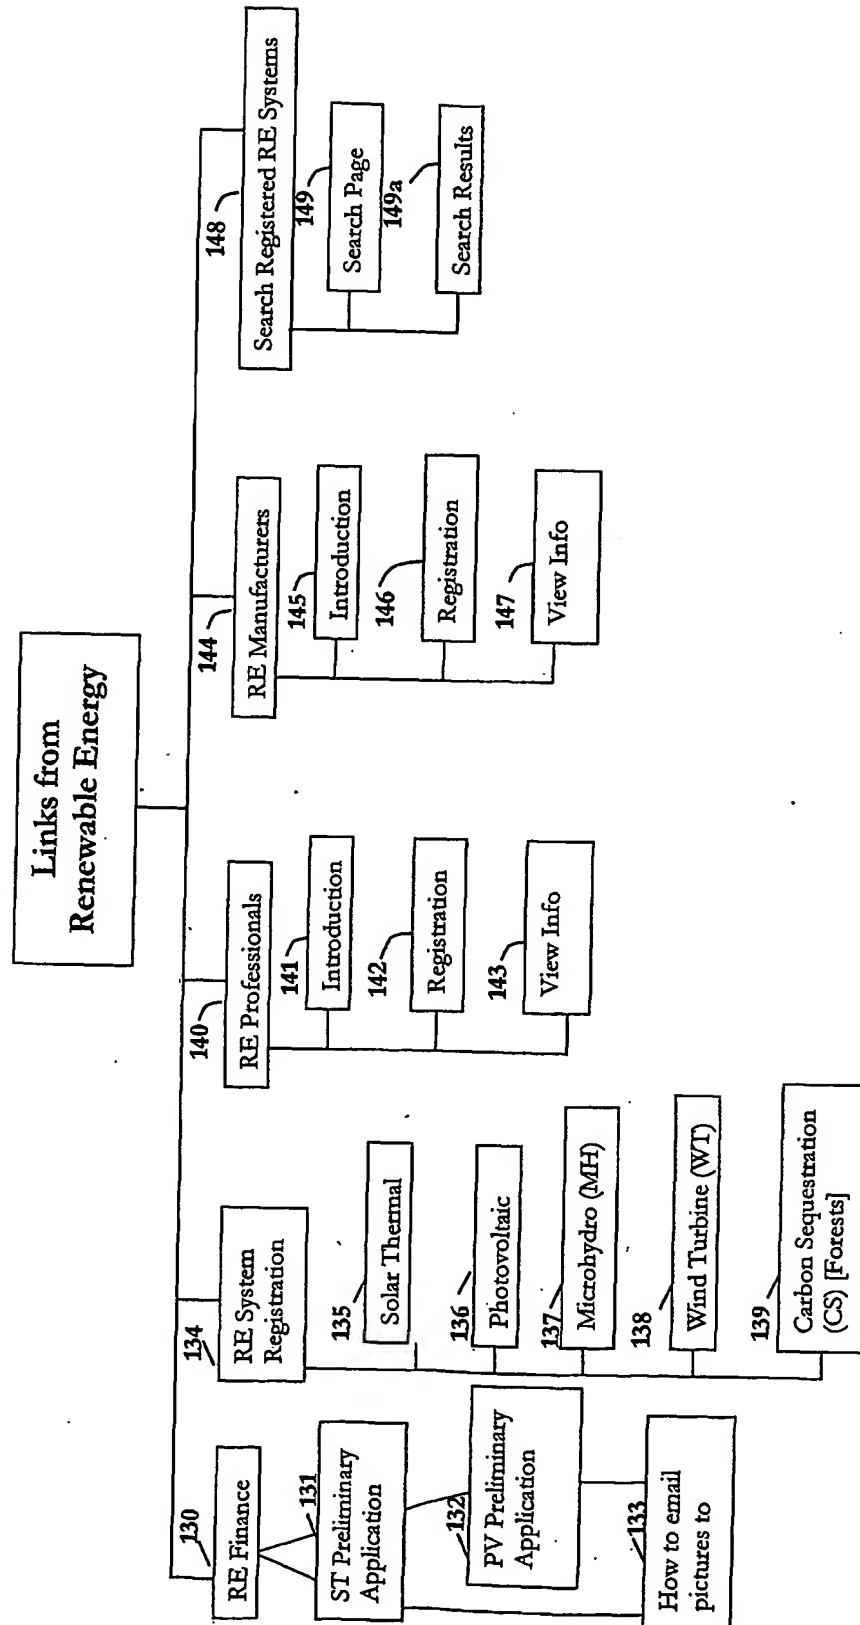 Links from
Renewable Energy
130
RE Finance
131
ST Preliminary
Application
132
PV Preliminary
Application
133
How to email
pictures to
134
RE System
Registration
135
Solar Thermal
136
Photovoltaic
137
Microhydro (MH)
138
Wind Turbine (WT)
139
Carbon Sequestration
(CS) [Forests]
140
RE Professionals
141
Introduction
142
Registration
143
View Info
144
RE Manufacturers
145
Introduction
146
Registration
147
View Info
148
Search Registered RE Systems
149
Search Page
149a
Search Results